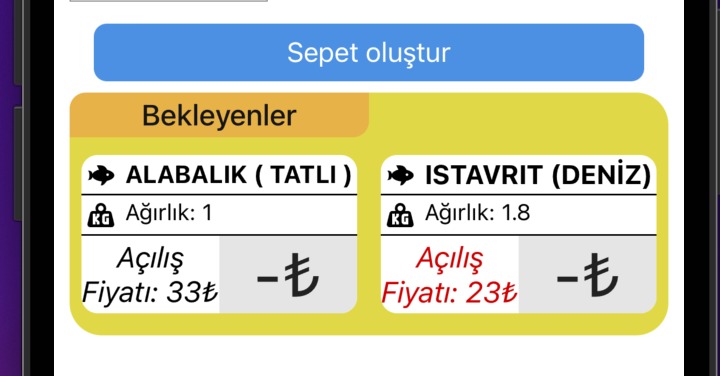 Sepet oluştur
Bekleyenler
ALABALIK ( TATLI )
KG Ağırlık: 1
Açılış
Fiyatı: 33₺
-₺
ISTAVRIT (DENİZ)
KG Ağırlık: 1.8
Açılış
Fiyatı: 23₺
-₺